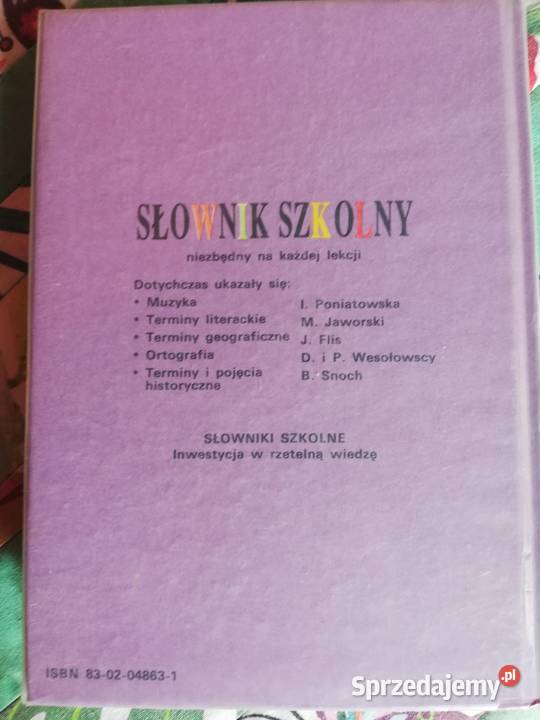 SŁOWNIK SZKOLNY
niezbędny na każdej lekcji
Dotychczas ukazały się:
• Muzyka I. Poniatowska
• Terminy literackie M. Jaworski
• Terminy geograficzne J. Flis
• Ortografia D. i P. Wesołowscy
• Terminy i pojęcia B. Snoch
historyczne
SŁOWNIKI SZKOLNE
Inwestycja w rzetelną wiedzę
ISBN 83-02-04863-1
Sprzedajemy.pl